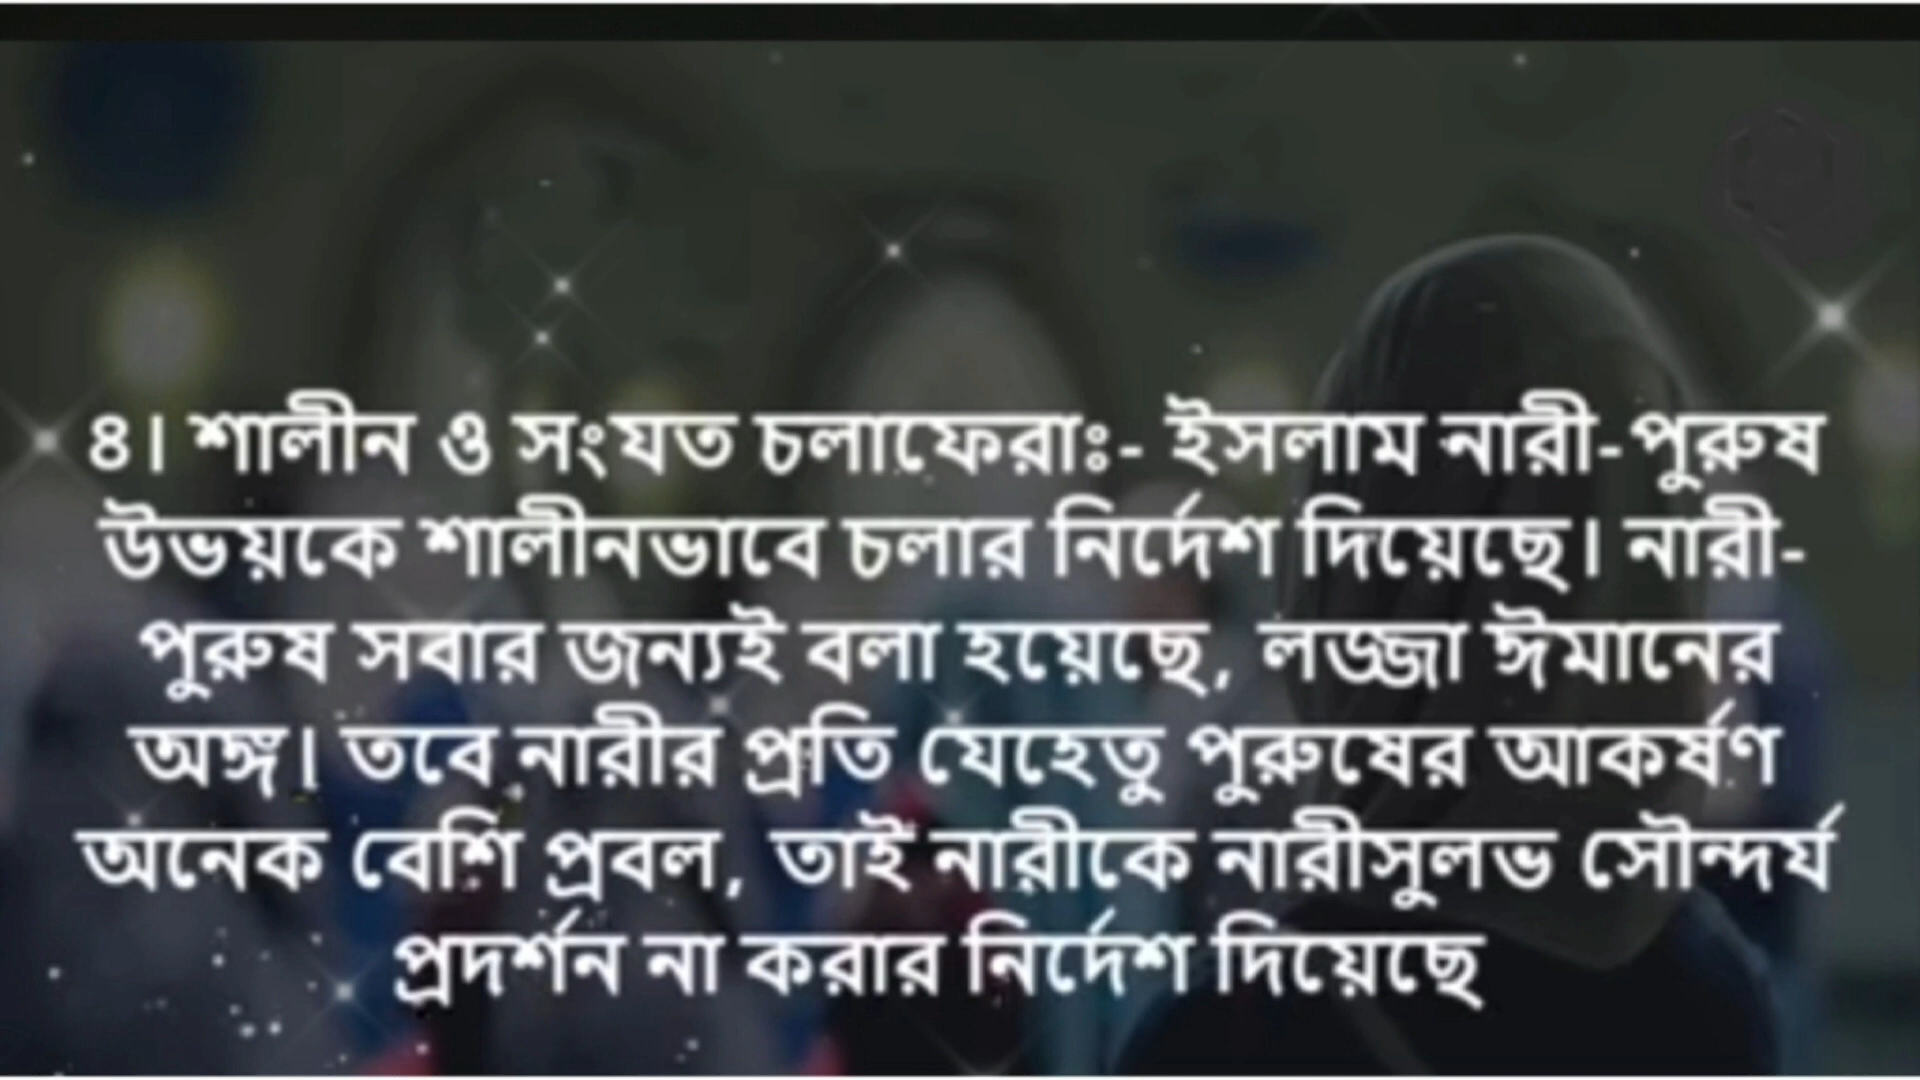 ৪। শালীন ও সংযত চলাফেরাঃ- ইসলাম নারী-পুরুষ
উভয়কে শালীনভাবে চলার নির্দেশ দিয়েছে। নারী-
পুরুষ সবার জন্যই বলা হয়েছে, লজ্জা ঈমানের
অঙ্গ। তবে নারীর প্রতি যেহেতু পুরুষের আকর্ষণ
অনেক বেশি প্রবল, তাই নারীকে নারীসুলভ সৌন্দর্য
প্রদর্শন না করার নির্দেশ দিয়েছে